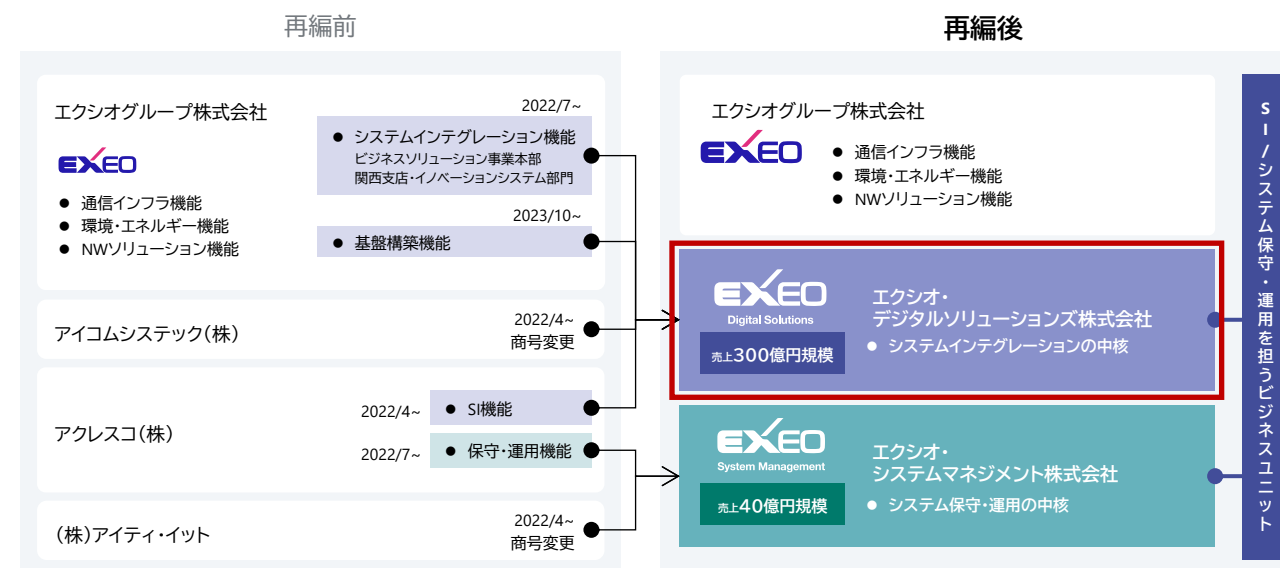 再編前
エクシオグループ株式会社
EXEO
● 通信インフラ機能
● 環境・エネルギー機能
● NWソリューション機能
2022/7~
● システムインテグレーション機能
ビジネスソリューション事業本部
関西支店・イノベーションシステム部門
2023/10~
● 基盤構築機能
アイコムシステック(株)
2022/4~
商号変更
アクレスコ(株)
2022/4~
● SI機能
2022/7~
● 保守・運用機能
(株)アイティ・イット
2022/4~
商号変更
再編後
エクシオグループ株式会社
EXEO
● 通信インフラ機能
● 環境・エネルギー機能
● NWソリューション機能
EXEO
Digital Solutions
売上300億円規模
エクシオ・
デジタルソリューションズ株式会社
● システムインテグレーションの中核
EXEO
System Management
売上40億円規模
エクシオ・
システムマネジメント株式会社
● システム保守・運用の中核
SI/システム保守・運用を担うビジネスユニット